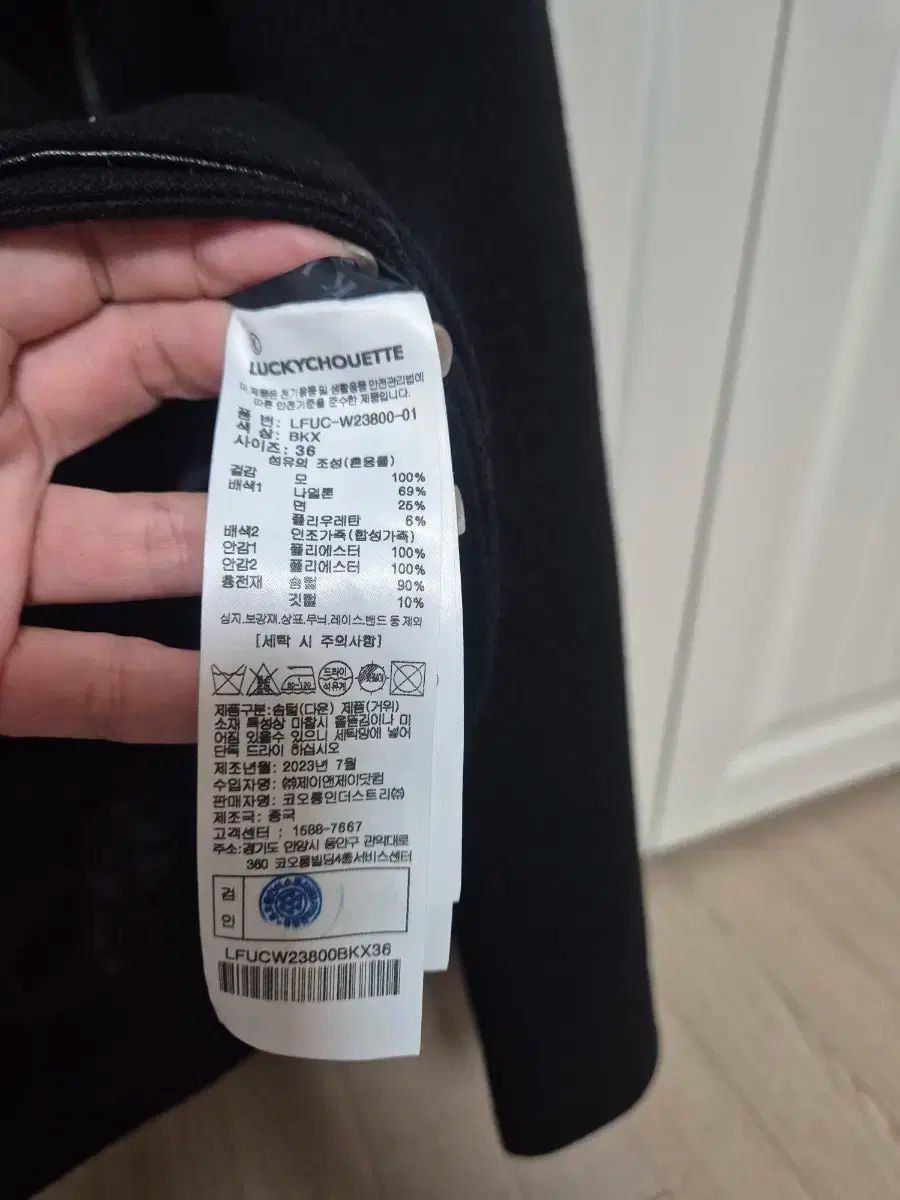 LUCKYCHOUETTE
이 제품은 전기용품 및 생활용품 안전관리법에
따른 안전기준을 준수한 제품입니다.
품 번: LFUC-W23800-01
색 상: BKX
사이즈: 36
섬유의 조성(혼용률)
겉감 모 100%
배색1 나일론 69%
면 25%
폴리우레탄 6%
배색2 인조가죽(합성가죽)
안감1 폴리에스터 100%
안감2 폴리에스터 100%
충전재 솜털 90%
깃털 10%
심지.보강재.상표.무늬.레이스.밴드 등 제외
[세탁 시 주의사항]
80-120
드라이
석유계
제품구분:솜털(다운) 제품(거위)
소재 특성상 마찰시 올뜯김이나 미
어짐 있을수 있으니 세탁망에 넣어
단독 드라이 하십시오
제조년월: 2023년 7월
수입자명: ㈜제이앤제이닷컴
판매자명: 코오롱인더스트리㈜
제조국: 중국
고객센터 : 1588-7667
주소:경기도 안양시 동안구 관악대로
360 코오롱빌딩4층서비스센터
검
인
LFUCW23800BKX36